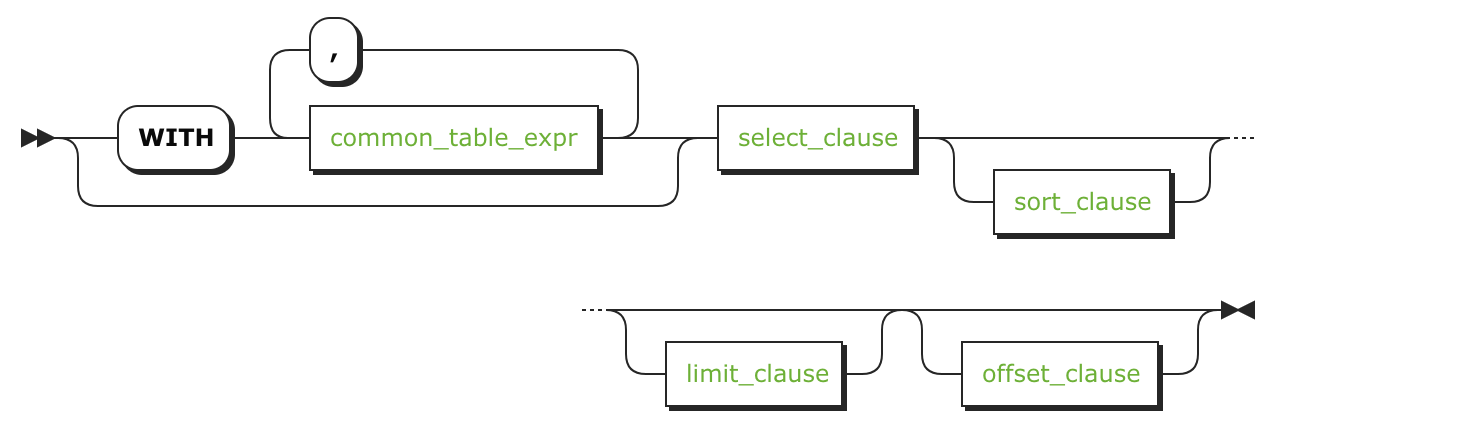 ,
WITH common_table_expr select_clause
sort_clause
limit_clause offset_clause